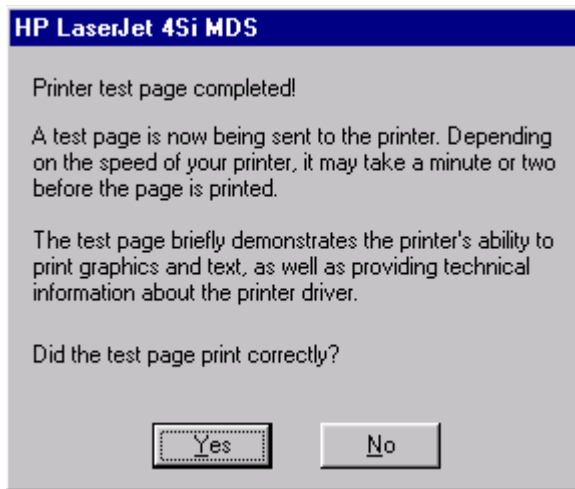 HP LaserJet 4Si MDS
Printer test page completed!
A test page is now being sent to the printer. Depending
on the speed of your printer, it may take a minute or two
before the page is printed.
The test page briefly demonstrates the printer's ability to
print graphics and text, as well as providing technical
information about the printer driver.
Did the test page print correctly?
Yes
No